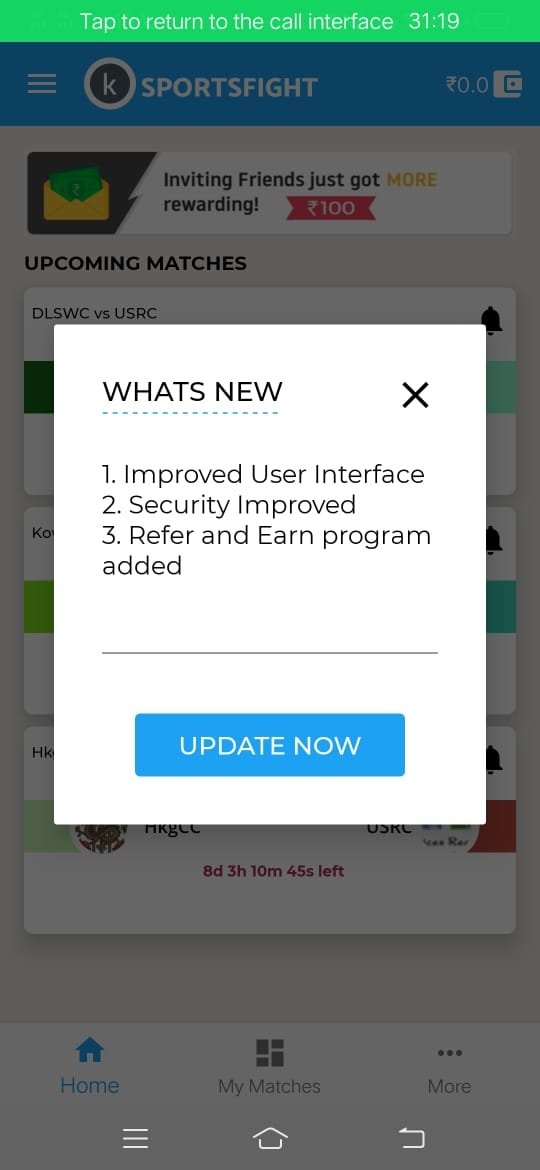 Tap to return to the call interface 31:19
k SPORTSFIGHT
₹0.0
Inviting Friends just got MORE
rewarding! ₹100
UPCOMING MATCHES
DLSWC vs USRC
WHATS NEW
1. Improved User Interface
2. Security Improved
3. Refer and Earn program
added
UPDATE NOW
HkgCC USRC
8d 3h 10m 45s left
Home My Matches More